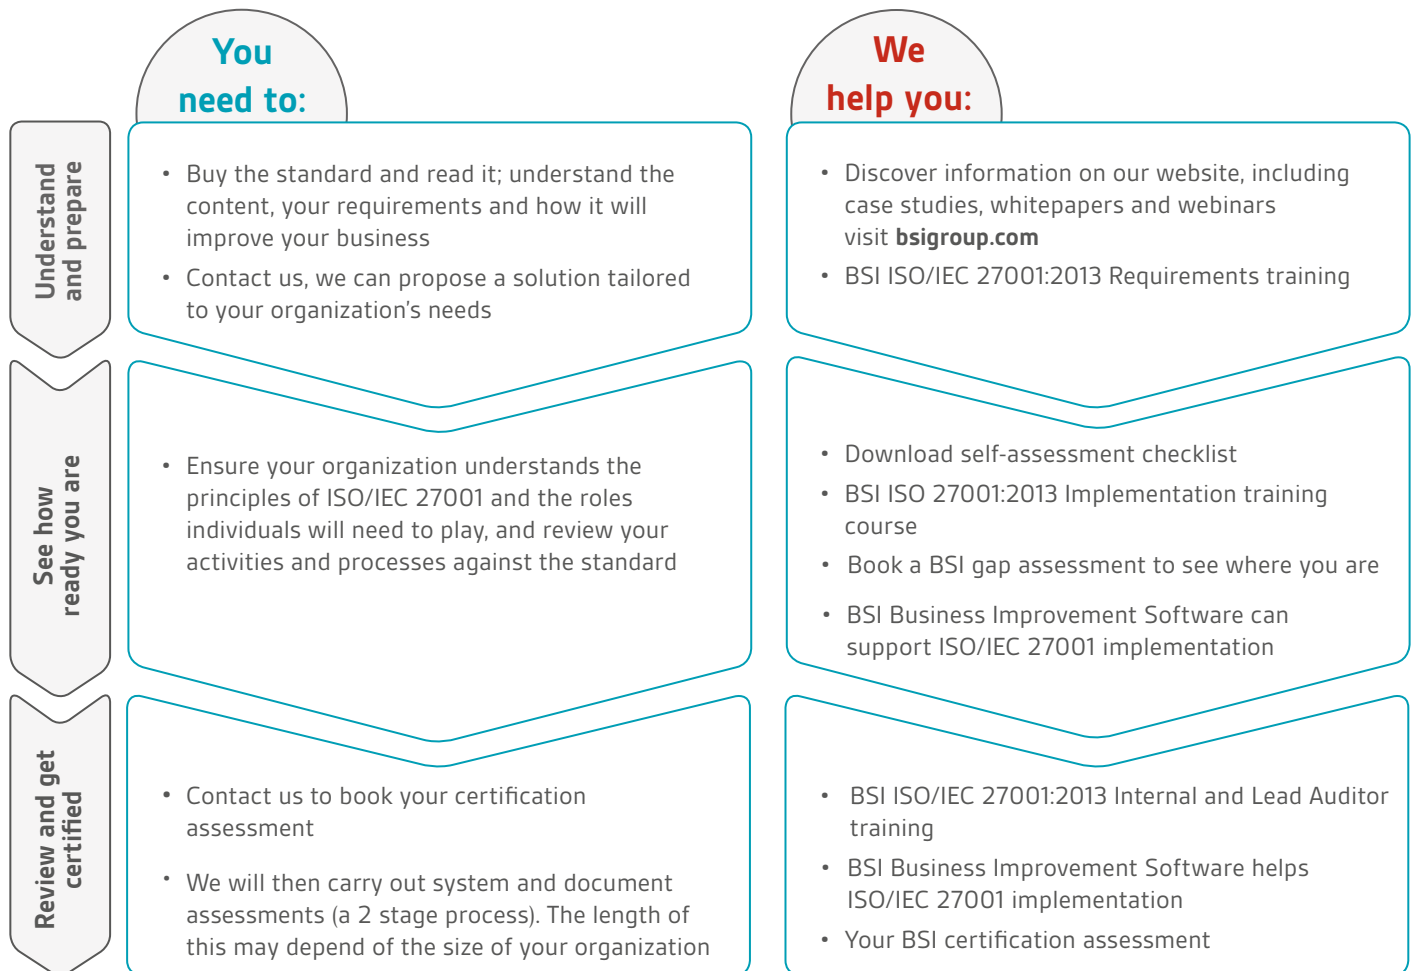 You
need to:
We
help you:
Understand
and prepare
• Buy the standard and read it; understand the
content, your requirements and how it will
improve your business
• Contact us, we can propose a solution tailored
to your organization's needs
• Discover information on our website, including
case studies, whitepapers and webinars
visit bsigroup.com
• BSI ISO/IEC 27001:2013 Requirements training
See how
ready you are
• Ensure your organization understands the
principles of ISO/IEC 27001 and the roles
individuals will need to play, and review your
activities and processes against the standard
• Download self-assessment checklist
• BSI ISO 27001:2013 Implementation training
course
• Book a BSI gap assessment to see where you are
• BSI Business Improvement Software can
support ISO/IEC 27001 implementation
Review and get
certified
• Contact us to book your certification
assessment
• We will then carry out system and document
assessments (a 2 stage process). The length of
this may depend of the size of your organization
• BSI ISO/IEC 27001:2013 Internal and Lead Auditor
training
• BSI Business Improvement Software helps
ISO/IEC 27001 implementation
• Your BSI certification assessment